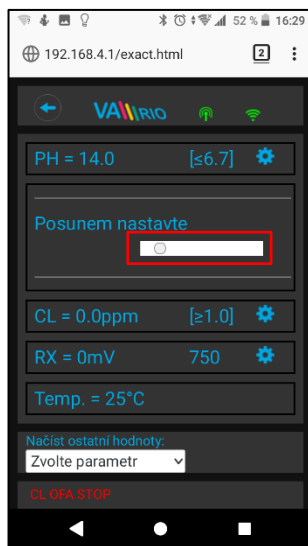 52 % 16:29
192.168.4.1/exact.html 2
VA RIO
PH = 14.0 [≤6.7]
Posunem nastavte
CL = 0.0ppm [≥1.0]
RX = 0mV 750
Temp. = 25°C
Načíst ostatní hodnoty:
Zvolte parametr
CL OFA STOP